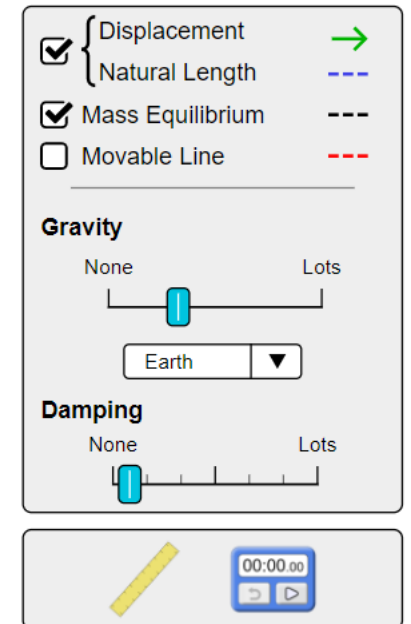 Displacement
Natural Length
Mass Equilibrium
Movable Line
Gravity
None Lots
Earth
Damping
None Lots
00:00.00